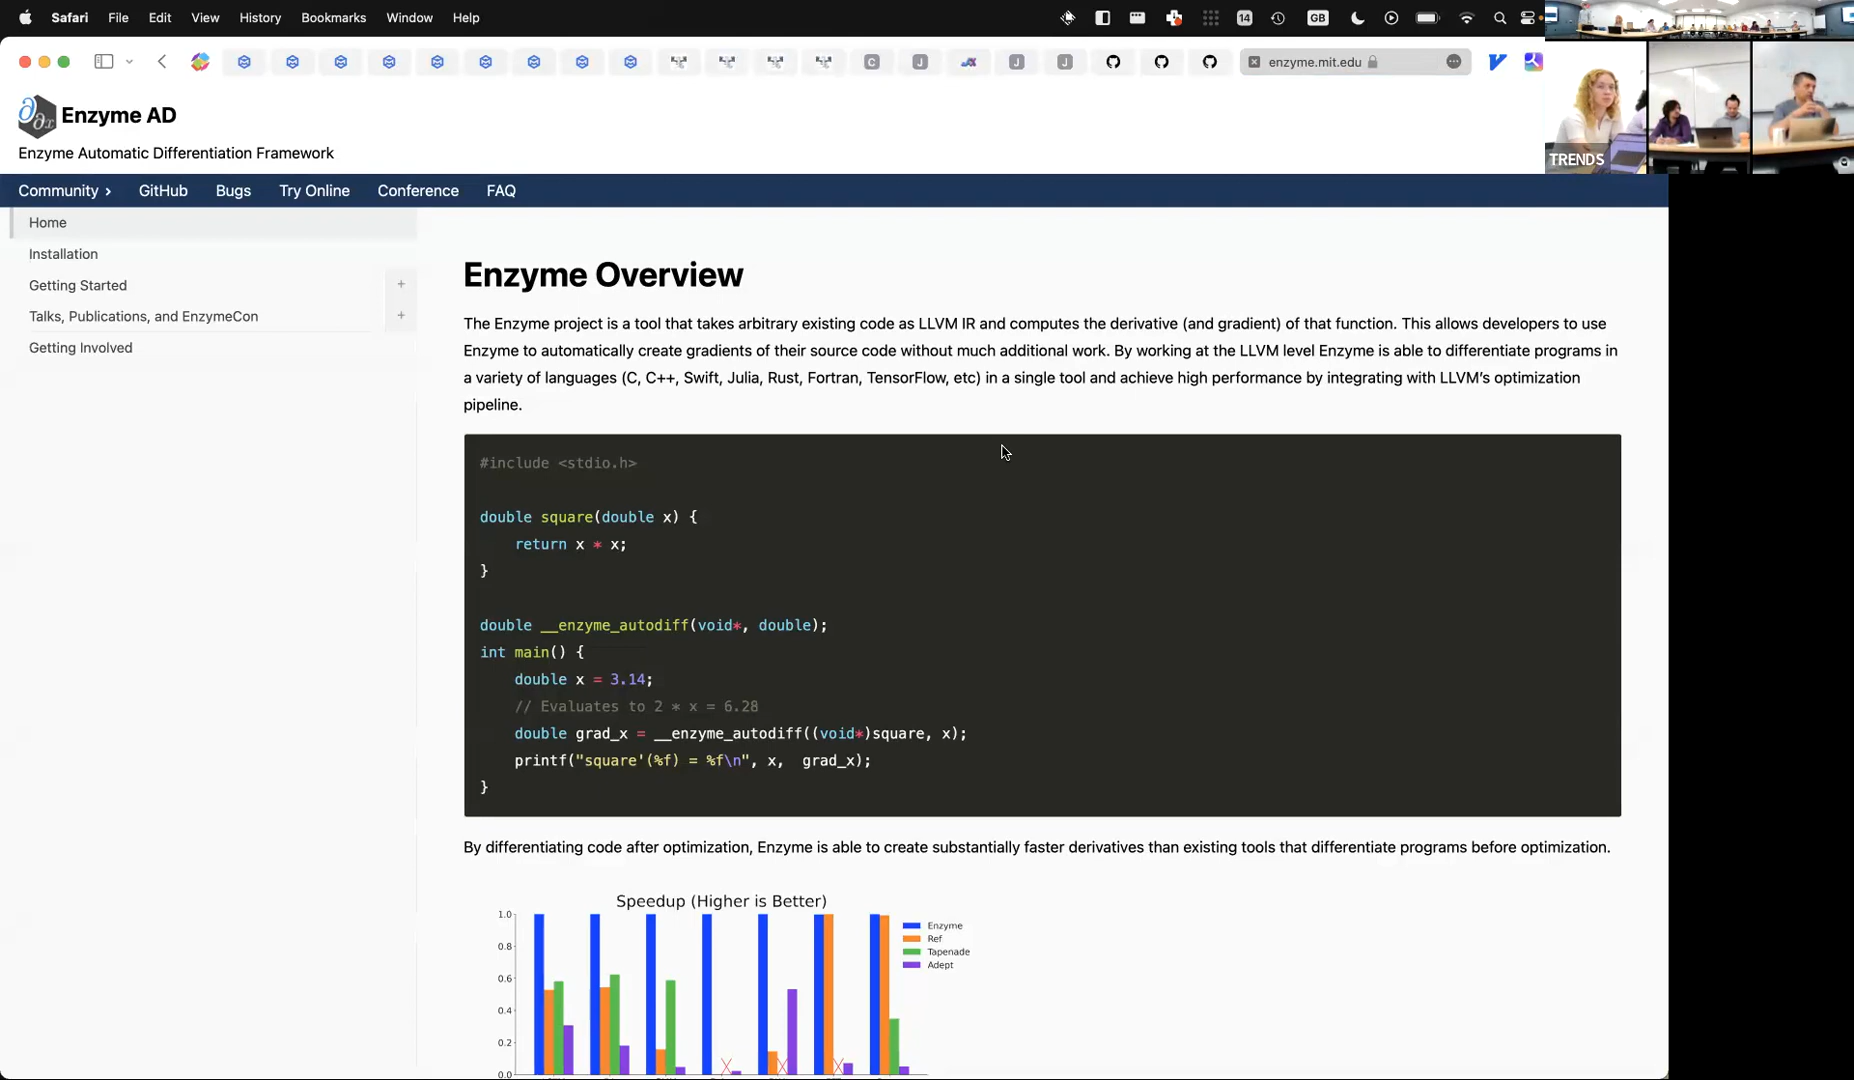 Safari File Edit View History Bookmarks Window Help 14 GB
C J J J enzyme.mit.edu
Enzyme AD
Enzyme Automatic Differentiation Framework
TRENDS
Community › GitHub Bugs Try Online Conference FAQ
Home
Installation
Getting Started +
Talks, Publications, and EnzymeCon +
Getting Involved
Enzyme Overview
The Enzyme project is a tool that takes arbitrary existing code as LLVM IR and computes the derivative (and gradient) of that function. This allows developers to use
Enzyme to automatically create gradients of their source code without much additional work. By working at the LLVM level Enzyme is able to differentiate programs in
a variety of languages (C, C++, Swift, Julia, Rust, Fortran, TensorFlow, etc) in a single tool and achieve high performance by integrating with LLVM’s optimization
pipeline.
#include <stdio.h>
double square(double x) {
return x * x;
}
double __enzyme_autodiff(void*, double);
int main() {
double x = 3.14;
// Evaluates to 2 * x = 6.28
double grad_x = __enzyme_autodiff((void*)square, x);
printf("square'(%f) = %f\n", x, grad_x);
}
By differentiating code after optimization, Enzyme is able to create substantially faster derivatives than existing tools that differentiate programs before optimization.
Speedup (Higher is Better)
1.0
0.8
0.6
0.4
0.2
0.0
Enzyme
Ref
Tapenade
Adept